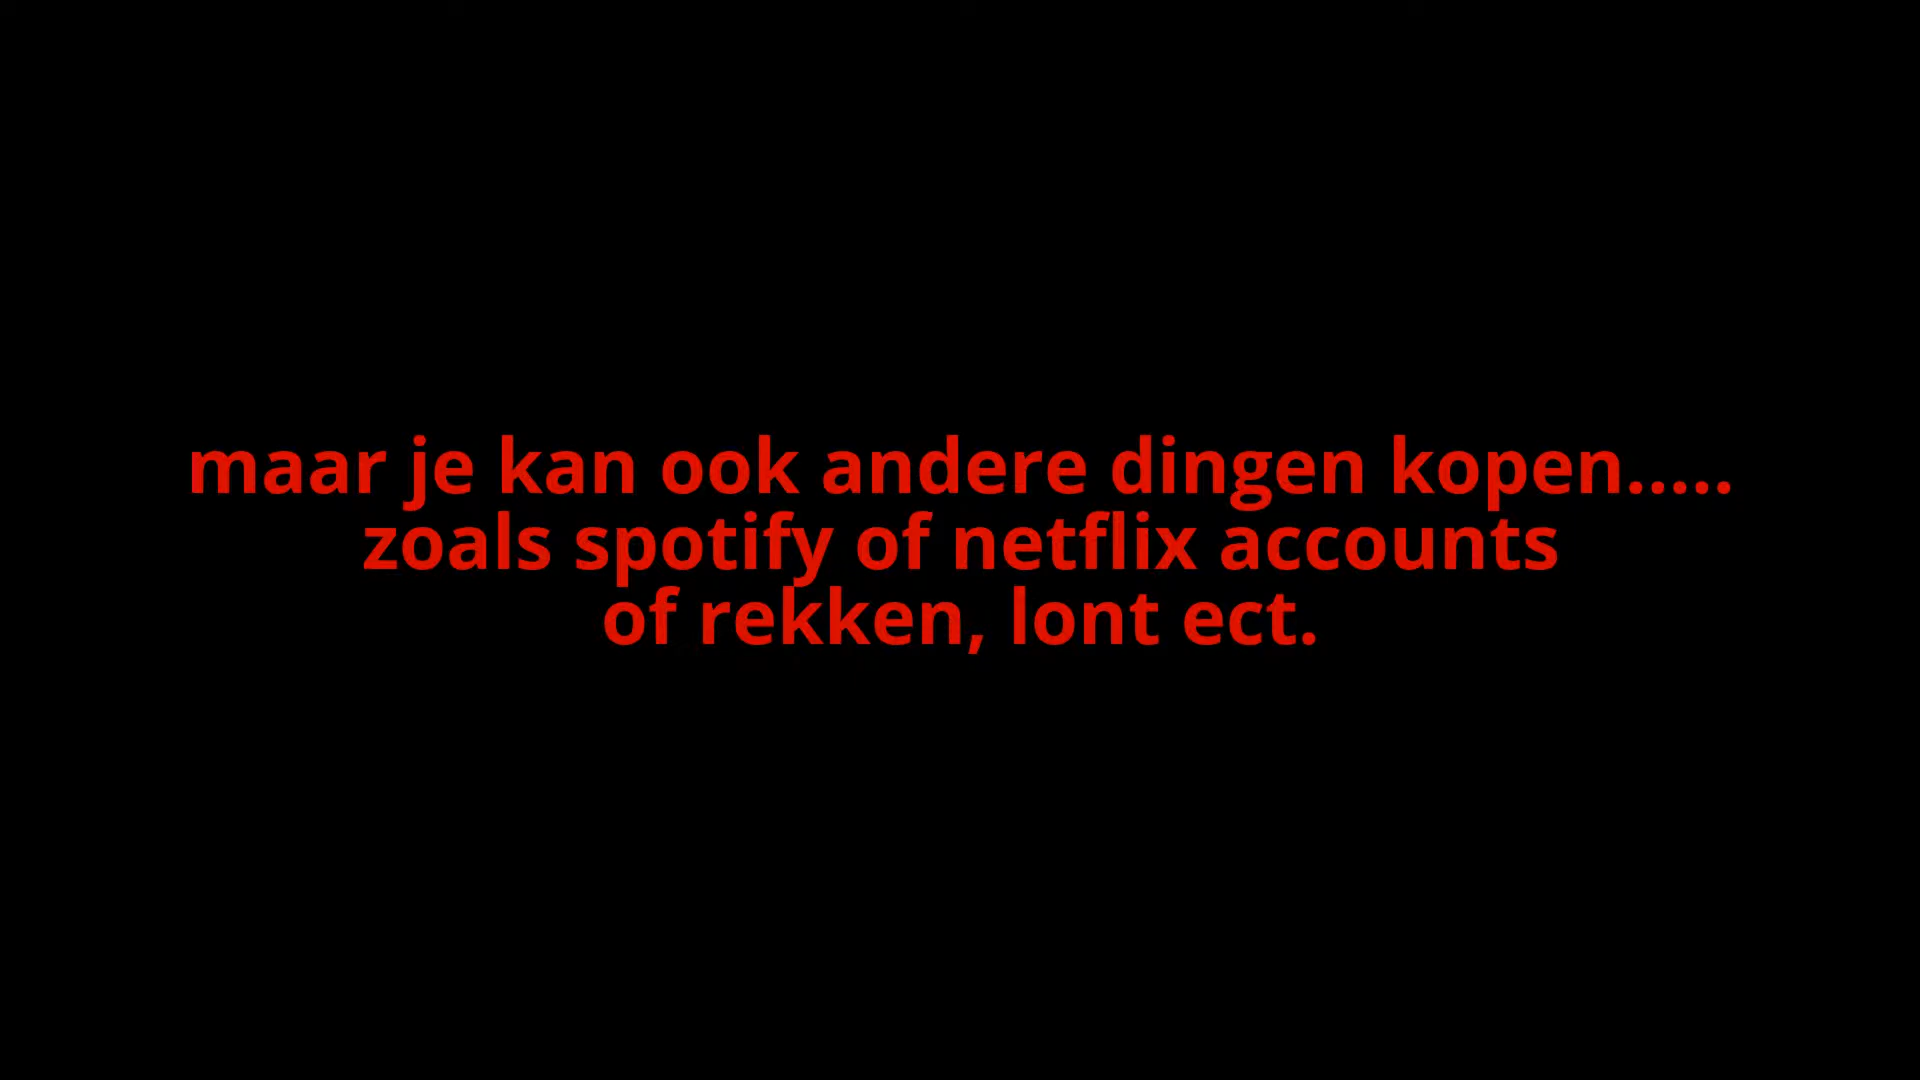 maar je kan ook andere dingen kopen.....
zoals spotify of netflix accounts
of rekken, lont ect.